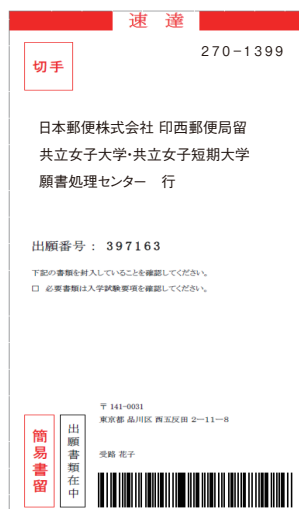 速 達
切手
270-1399
日本郵便株式会社 印西郵便局留
共立女子大学・共立女子短期大学
願書処理センター 行
出願番号： 397163
下記の書類を封入していることを確認してください。
□ 必要書類は入学試験要項を確認してください。
〒 141-0031
東京都 品川区 西五反田 2－11－8
受路 花子
簡易書留
出願書類在中